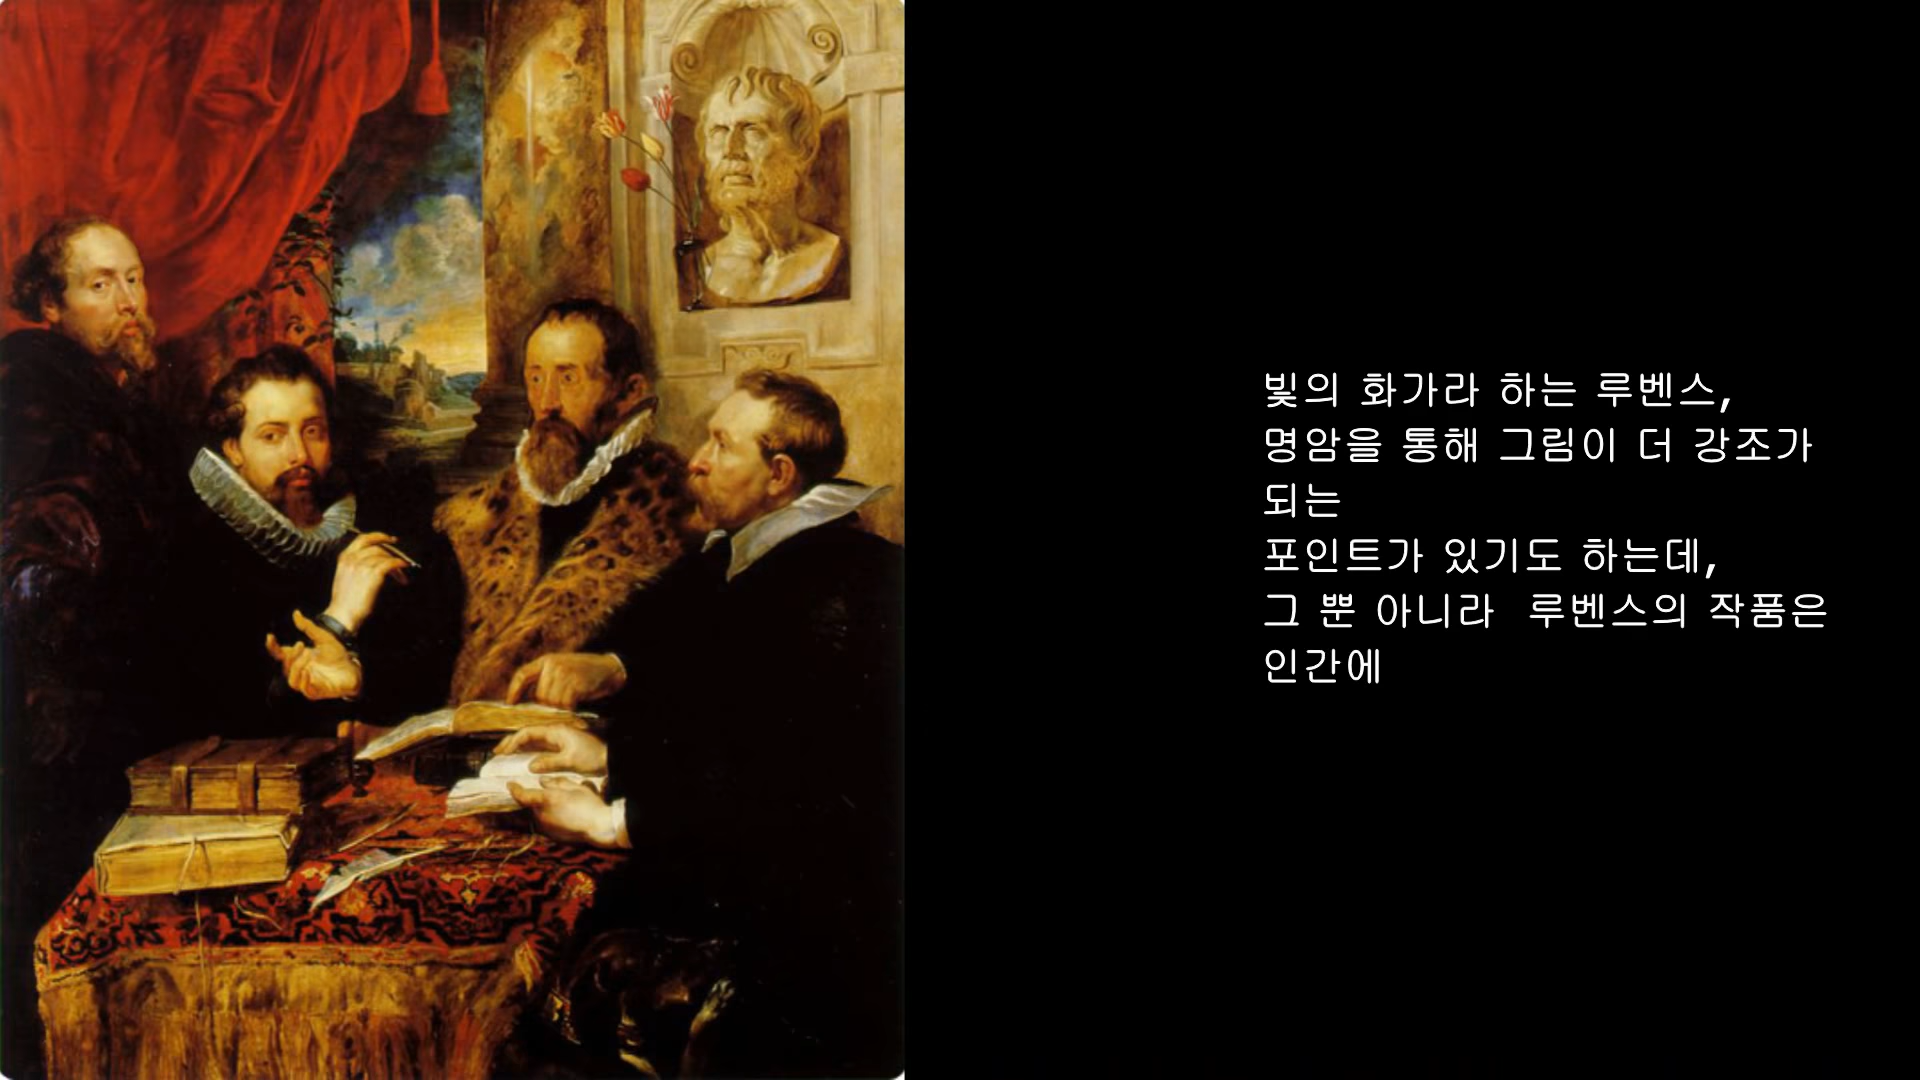 빛의 화가라 하는 루벤스,
명암을 통해 그림이 더 강조가
되는
포인트가 있기도 하는데,
그 뿐 아니라  루벤스의 작품은
인간에